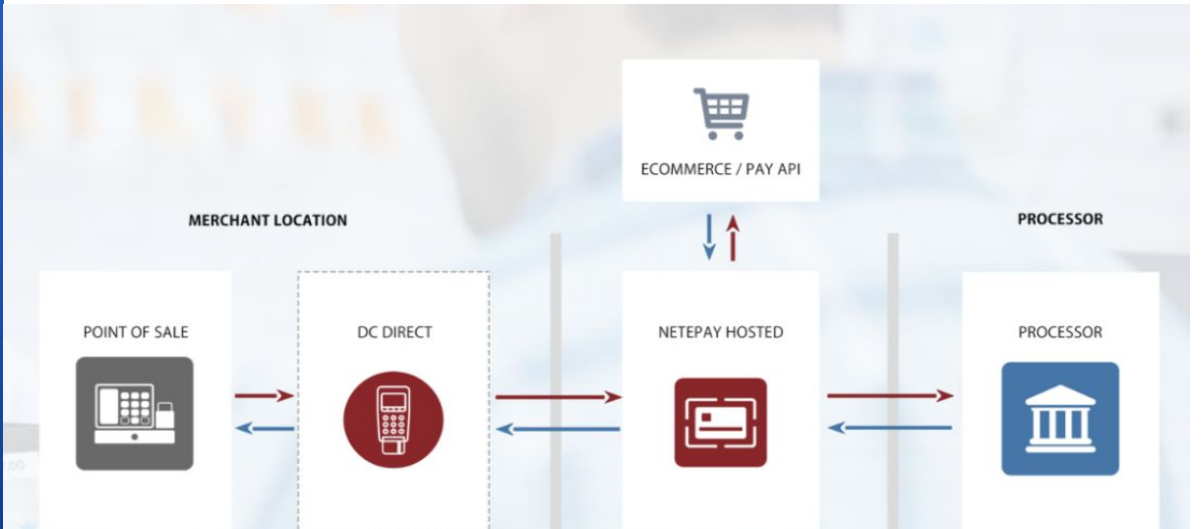 ECOMMERCE / PAY API
MERCHANT LOCATION
PROCESSOR
POINT OF SALE
DC DIRECT
NETEPAY HOSTED
PROCESSOR